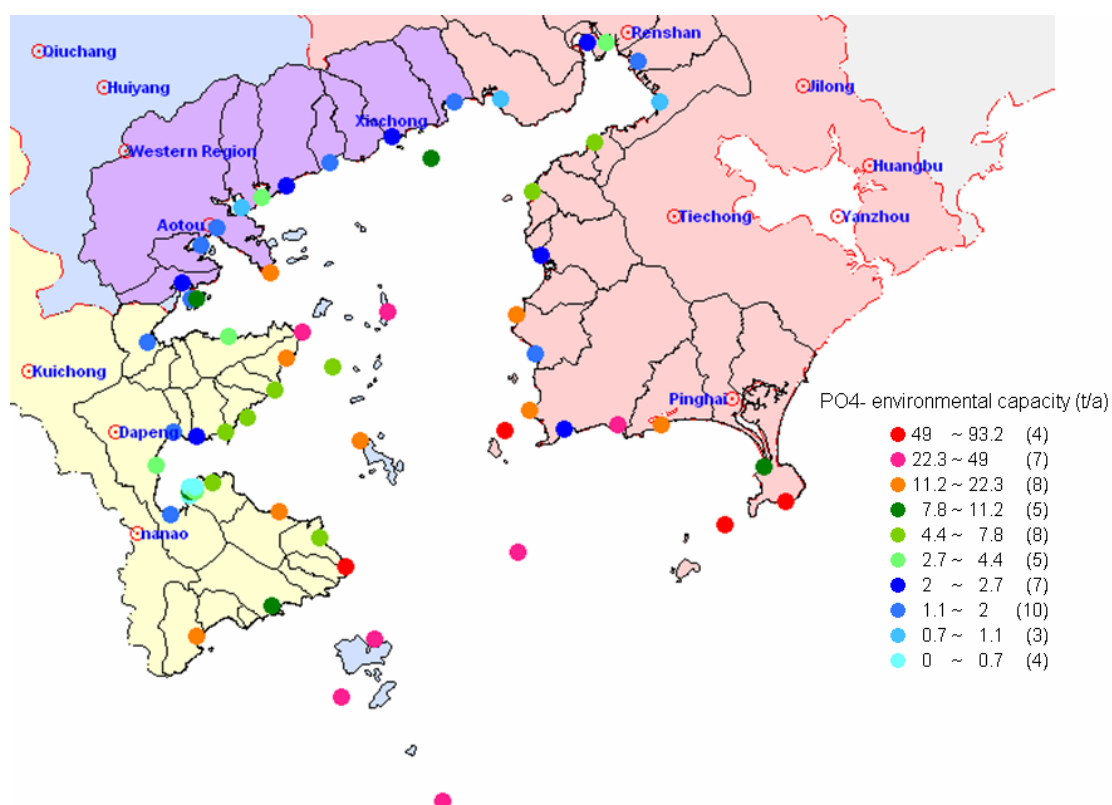 Renshan
Qiuchang
Huiyang
Jilong
Xiachong
Western Region
Huangbu
Aotou
Tiechong
Yanzhou
Kuichong
Pinghai
PO4- environmental capacity (t/a)
Dapeng
49 ~ 93.2 (4)
22.3 ~ 49 (7)
11.2 ~ 22.3 (8)
7.8 ~ 11.2 (5)
nanao
4.4 ~ 7.8 (8)
2.7 ~ 4.4 (5)
2 ~ 2.7 (7)
1.1 ~ 2 (10)
0.7 ~ 1.1 (3)
0 ~ 0.7 (4)